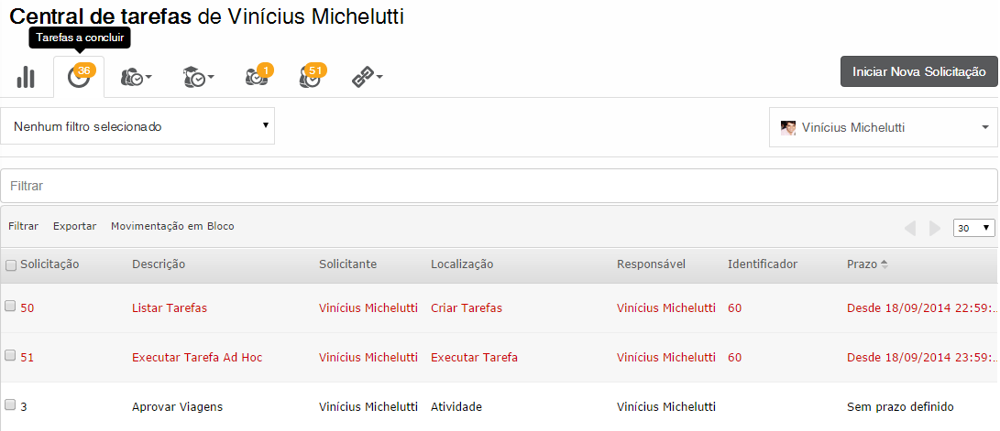 Central de tarefas de Vinícius Michelutti
Tarefas a concluir
36 1 51
Iniciar Nova Solicitação
Nenhum filtro selecionado
Vinícius Michelutti
Filtrar
Filtrar Exportar Movimentação em Bloco 30
Solicitação Descrição Solicitante Localização Responsável Identificador Prazo
50 Listar Tarefas Vinícius Michelutti Criar Tarefas Vinícius Michelutti 60 Desde 18/09/2014 22:59:..
51 Executar Tarefa Ad Hoc Vinícius Michelutti Executar Tarefa Vinícius Michelutti 60 Desde 18/09/2014 23:59:..
3 Aprovar Viagens Vinícius Michelutti Atividade Vinícius Michelutti Sem prazo definido